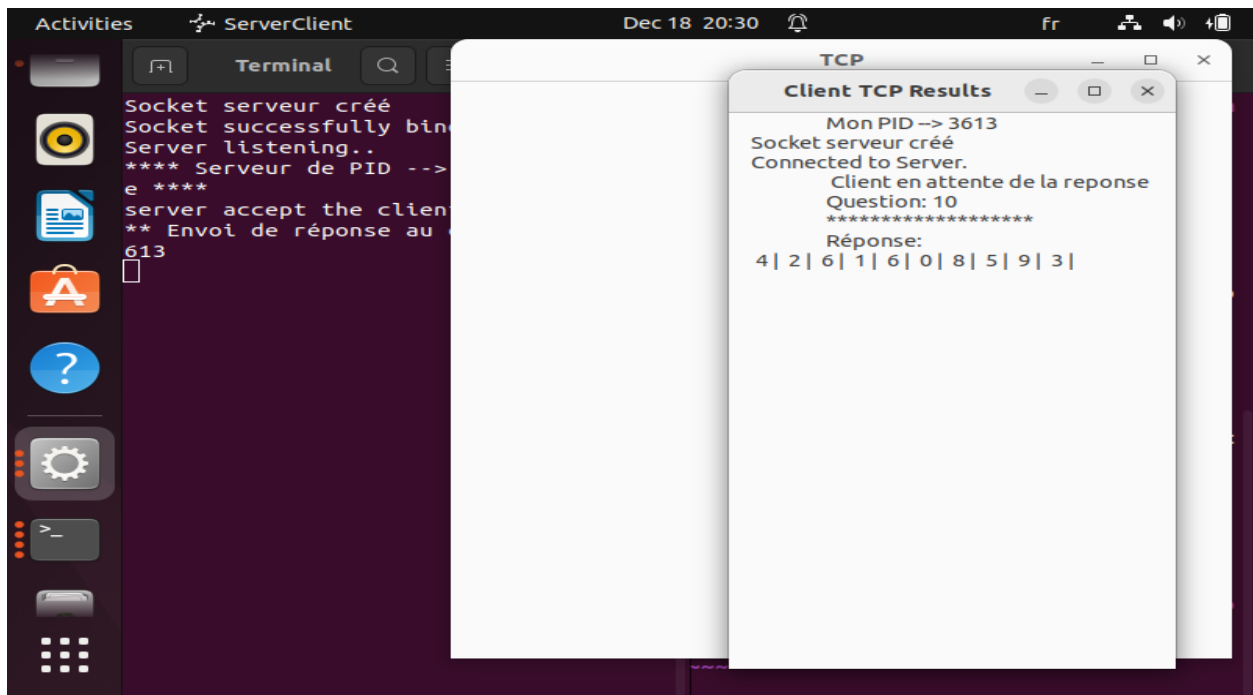 Activities ServerClient Dec 18 20:30 fr
Terminal
Socket serveur créé
Socket successfully bin
Server listening..
**** Serveur de PID -->
e ****
server accept the clien
** Envoi de réponse au
613
TCP
Client TCP Results
Mon PID --> 3613
Socket serveur créé
Connected to Server.
Client en attente de la reponse
Question: 10
*******************
Réponse:
4| 2| 6| 1| 6| 0| 8| 5| 9| 3|